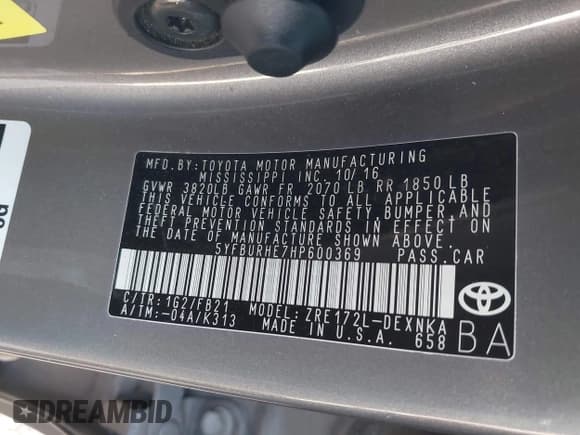 MFD.BY:TOYOTA MOTOR MANUFACTURING
MISSISSIPPI INC. 10/16
GVWR 3820LB GAWR FR 2070 LB RR 1850 LB
THIS VEHICLE CONFORMS TO ALL APPLICABLE
FEDERAL MOTOR VEHICLE SAFETY, BUMPER AND
THEFT PREVENTION STANDARDS IN EFFECT ON
THE DATE OF MANUFACTURE SHOWN ABOVE.
5YFBURHE7HP600369 PASS.CAR
C/TR:1G2/FB21 MODEL:ZRE172L-DEXNKA
A/TM:-04A/K313 MADE IN U.S.A. 658
BA
DREAMBID